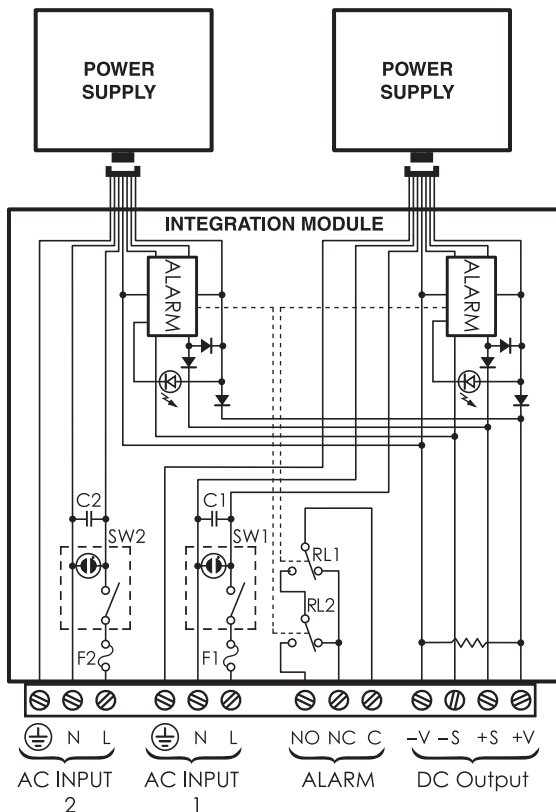 POWER
SUPPLY
POWER
SUPPLY
INTEGRATION MODULE
ALARM
ALARM
C2
C1
SW2
SW1
RL1
RL2
F2
F1
N L
N L
NO NC C
–V –S +S +V
AC INPUT
2
AC INPUT
1
ALARM
DC Output